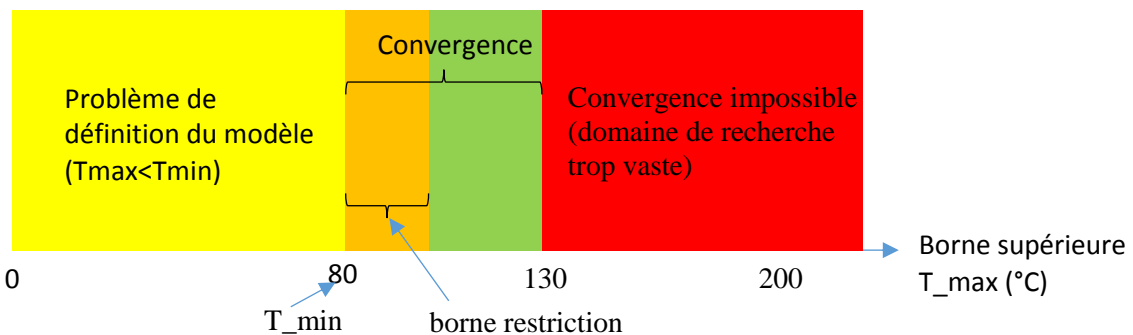 Convergence
Problème de
définition du modèle
(Tmax<Tmin)
Convergence impossible
(domaine de recherche
trop vaste)
0
80
130
200
Borne supérieure
T_max (°C)
T_min
borne restriction